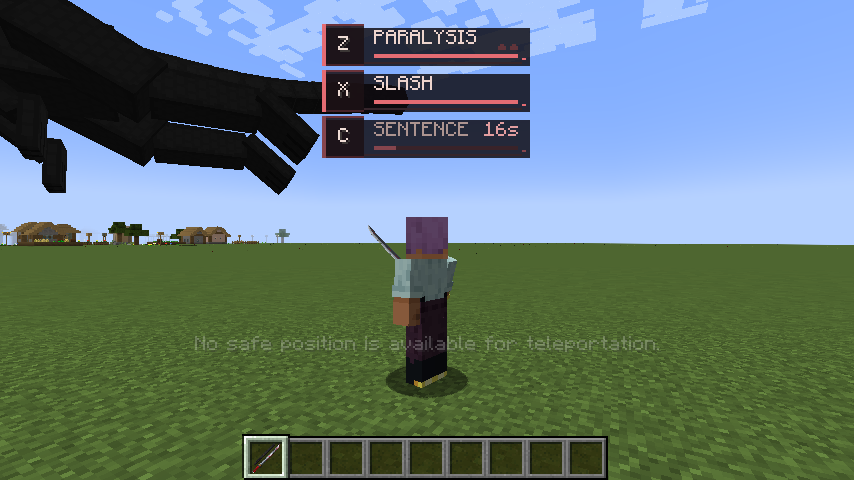 Z PARALYSIS
X SLASH
C SENTENCE 16s
No safe position is available for teleportation.